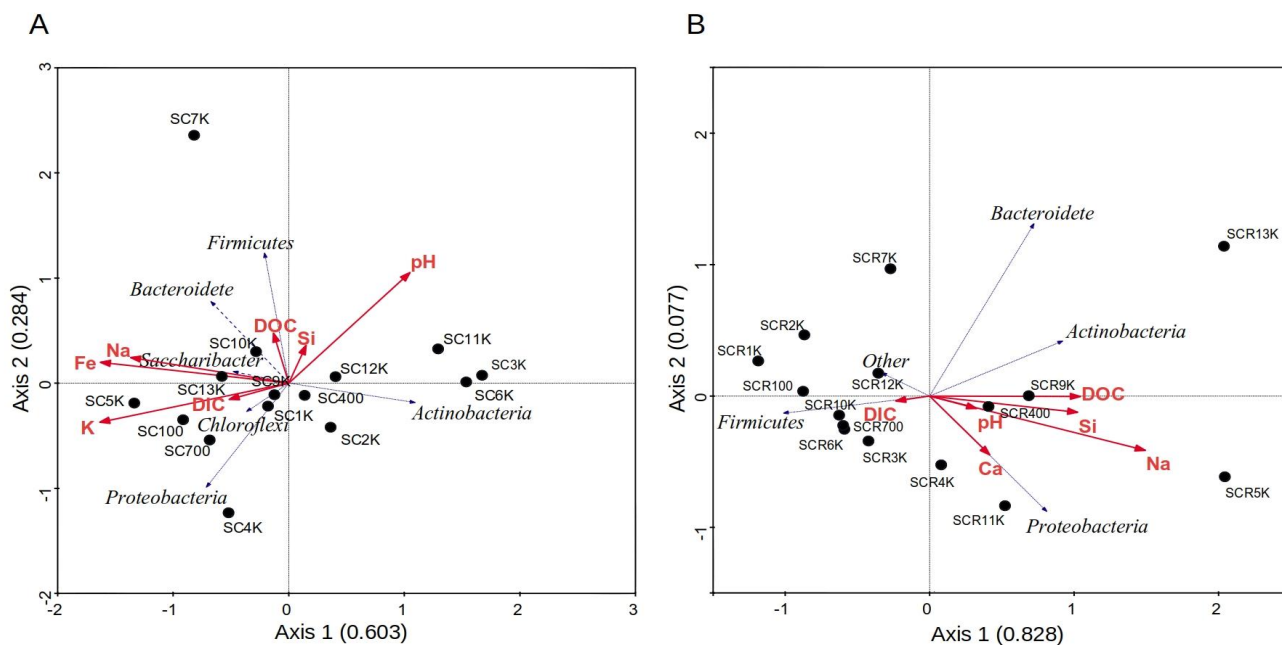 A
3
2
1
0
-1
-2
Axis 2 (0.284)
-2
-1
0
1
2
3
Axis 1 (0.603)
SC7K
Firmicutes
pH
Bacteroidete
DOC
Si
SC10K
SC11K
Na
Fe
Saccharibacter
SC9K
SC12K
SC3K
SC13K
SC400
SC6K
SC5K
DIC
SC1K
Actinobacteria
K
SC100
Chloroflexi
SC2K
SC700
Proteobacteria
SC4K
B
2
1
0
-1
Axis 2 (0.077)
-1
0
1
2
Axis 1 (0.828)
Bacteroidete
SCR13K
SCR7K
SCR2K
Actinobacteria
SCR1K
Other
SCR12K
SCR9K
DOC
SCR100
SCR10K
DIC
SCR400
Firmicutes
SCR700
pH
Si
SCR6K
SCR3K
Ca
Na
SCR4K
SCR5K
SCR11K
Proteobacteria